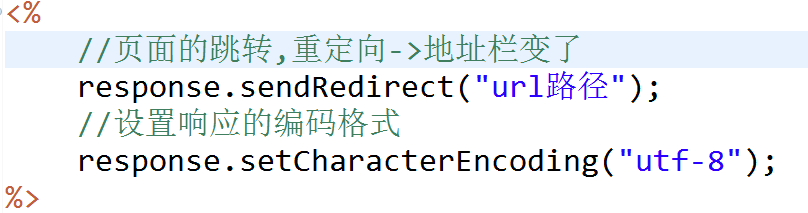 <%
//页面的跳转,重定向->地址栏变了
response.sendRedirect("url路径");
//设置响应的编码格式
response.setCharacterEncoding("utf-8");
%>